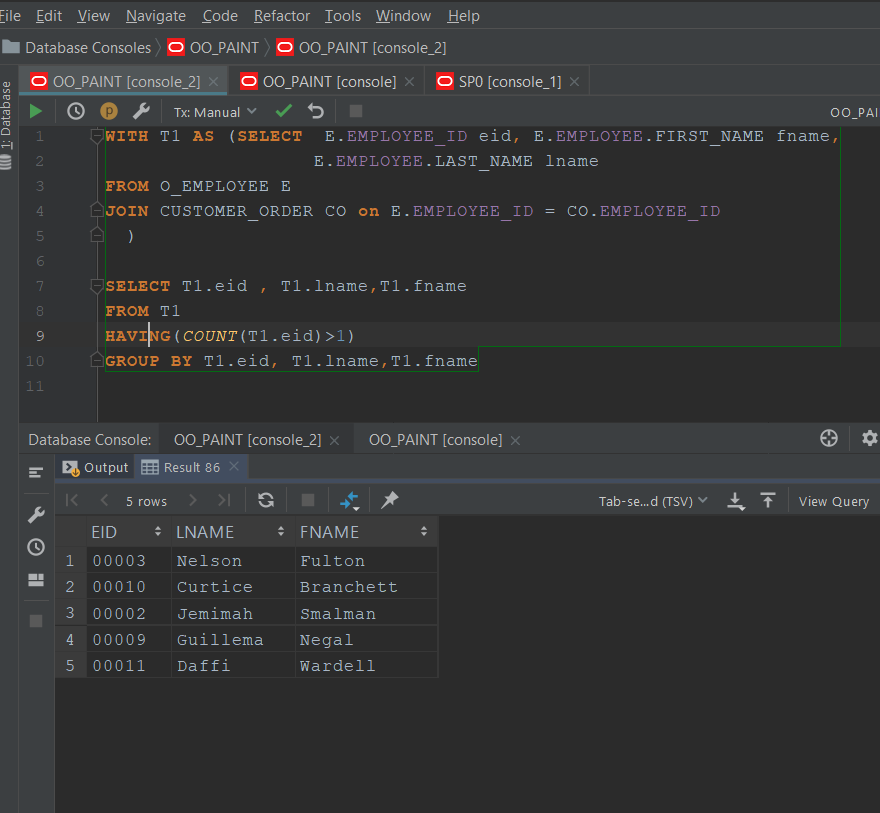 File Edit View Navigate Code Refactor Tools Window Help
Database Consoles OO_PAINT OO_PAINT [console_2]
OO_PAINT [console_2] OO_PAINT [console] SP0 [console_1]
Tx: Manual OO_PAI
1: Database
1 WITH T1 AS (SELECT E.EMPLOYEE_ID eid, E.EMPLOYEE.FIRST_NAME fname,
2 E.EMPLOYEE.LAST_NAME lname
3 FROM O_EMPLOYEE E
4 JOIN CUSTOMER_ORDER CO on E.EMPLOYEE_ID = CO.EMPLOYEE_ID
5 )
6
7 SELECT T1.eid , T1.lname,T1.fname
8 FROM T1
9 HAVING(COUNT(T1.eid)>1)
10 GROUP BY T1.eid, T1.lname,T1.fname
11
Database Console: OO_PAINT [console_2] OO_PAINT [console]
Output Result 86
5 rows Tab-se...d (TSV) View Query
EID LNAME FNAME
1 00003 Nelson Fulton
2 00010 Curtice Branchett
3 00002 Jemimah Smalman
4 00009 Guillema Negal
5 00011 Daffi Wardell